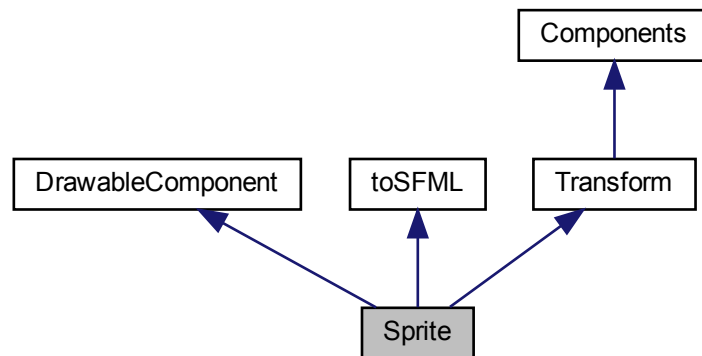 Components
DrawableComponent
toSFML
Transform
Sprite